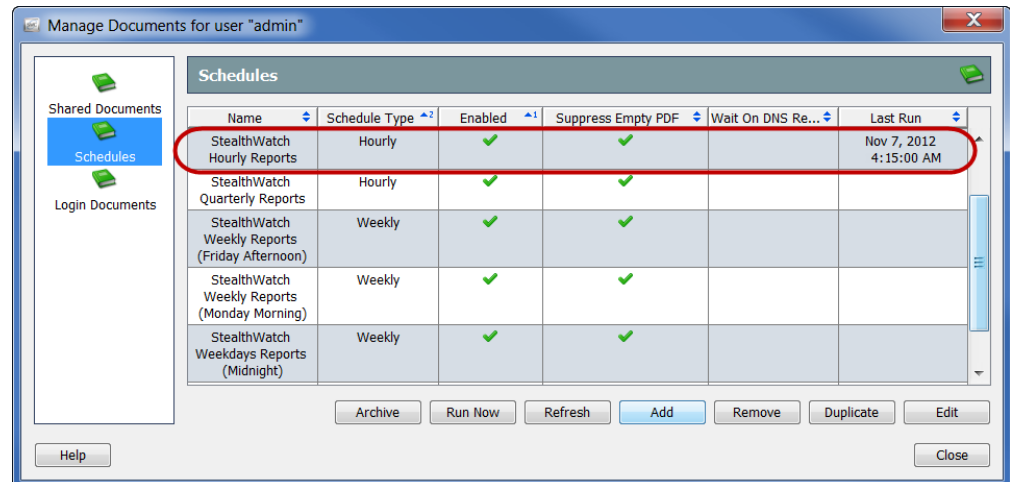 Manage Documents for user "admin"
X
Shared Documents
Schedules
Login Documents
Schedules
Name Schedule Type 2 Enabled 1 Suppress Empty PDF Wait On DNS Re... Last Run
StealthWatch
Hourly Reports
Hourly
Nov 7, 2012
4:15:00 AM
StealthWatch
Quarterly Reports
Hourly
StealthWatch
Weekly Reports
(Friday Afternoon)
Weekly
StealthWatch
Weekly Reports
(Monday Morning)
Weekly
StealthWatch
Weekdays Reports
(Midnight)
Weekly
Archive Run Now Refresh Add Remove Duplicate Edit
Help Close